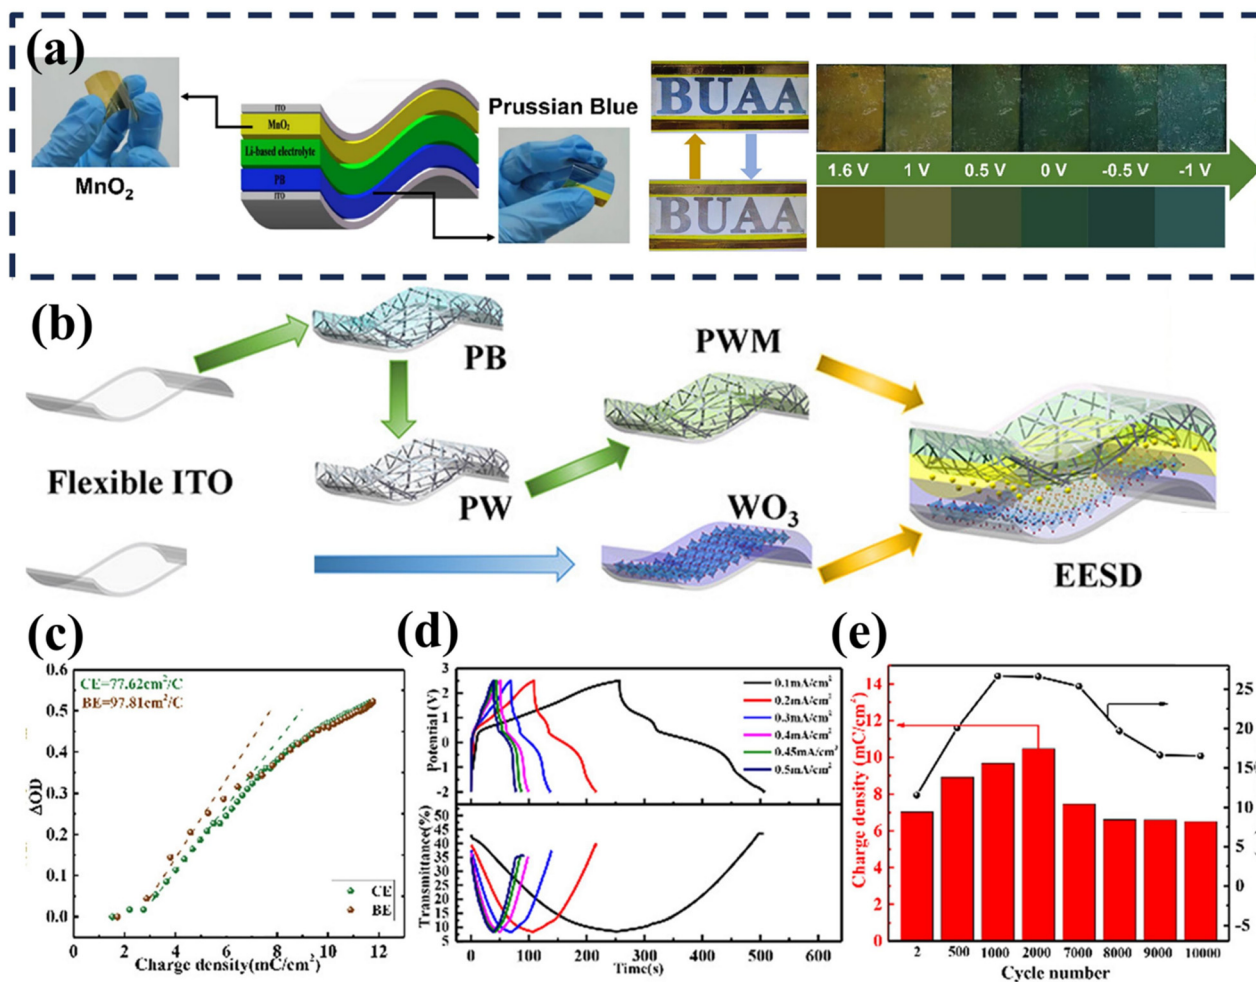 (a)
MnO₂
ITO
MnO₂
Li-based electrolyte
PB
ITO
Prussian Blue
BUAA
BUAA
1.6 V 1 V 0.5 V 0 V -0.5 V -1 V
(b)
Flexible ITO
PB
PW
PWM
WO₃
EESD
(c)
CE=77.62cm²/C
BE=97.81cm²/C
ΔOD
0.6
0.5
0.4
0.3
0.2
0.1
0.0
CE
BE
0 2 4 6 8 10 12
Charge density(mC/cm²)
(d)
Potential (V)
3
2
1
0
-1
-2
0.1mA/cm²
0.2mA/cm²
0.3mA/cm²
0.4mA/cm²
0.45mA/cm²
0.5mA/cm²
Transmittance(%)
50
45
40
35
30
25
20
15
10
5
0 100 200 300 400 500 600
Time(s)
(e)
Charge density (mC/cm²)
14
12
10
8
6
4
2
0
25
20
15
10
5
0
-5
2 500 1000 2000 7000 8000 9000 10000
Cycle number